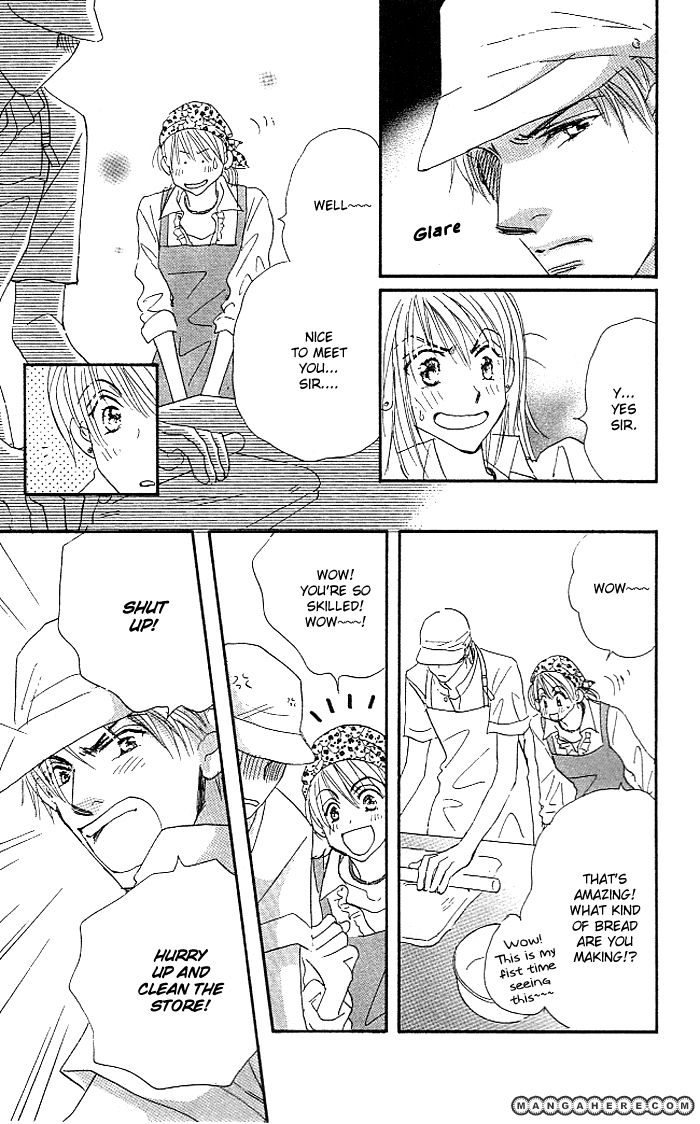 Glare
Y...
YES
SIR.
WELL~~~
NICE
TO MEET
YOU...
SIR....
WOW~~~
THAT'S
AMAZING!
WHAT KIND
OF BREAD
ARE YOU
MAKING!?
Wow!
This is my
fist time
seeing
this~~~
WOW!
YOU'RE SO
SKILLED!
WOW~~~!
SHUT
UP!
HURRY
UP AND
CLEAN THE
STORE!
MANGAHERE.COM